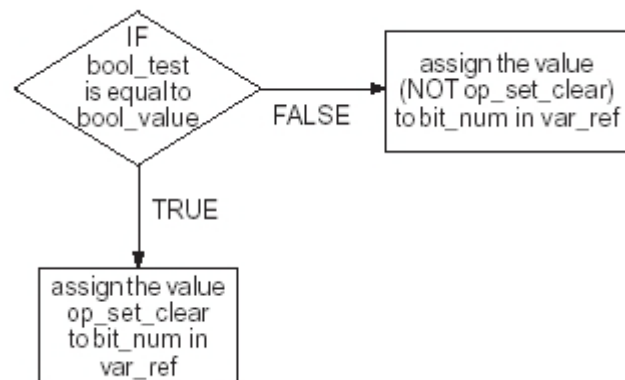 IF
bool_test
is equal to
bool_value
FALSE
assign the value
(NOT op_set_clear)
to bit_num in var_ref
TRUE
assign the value
op_set_clear
to bit_num in
var_ref